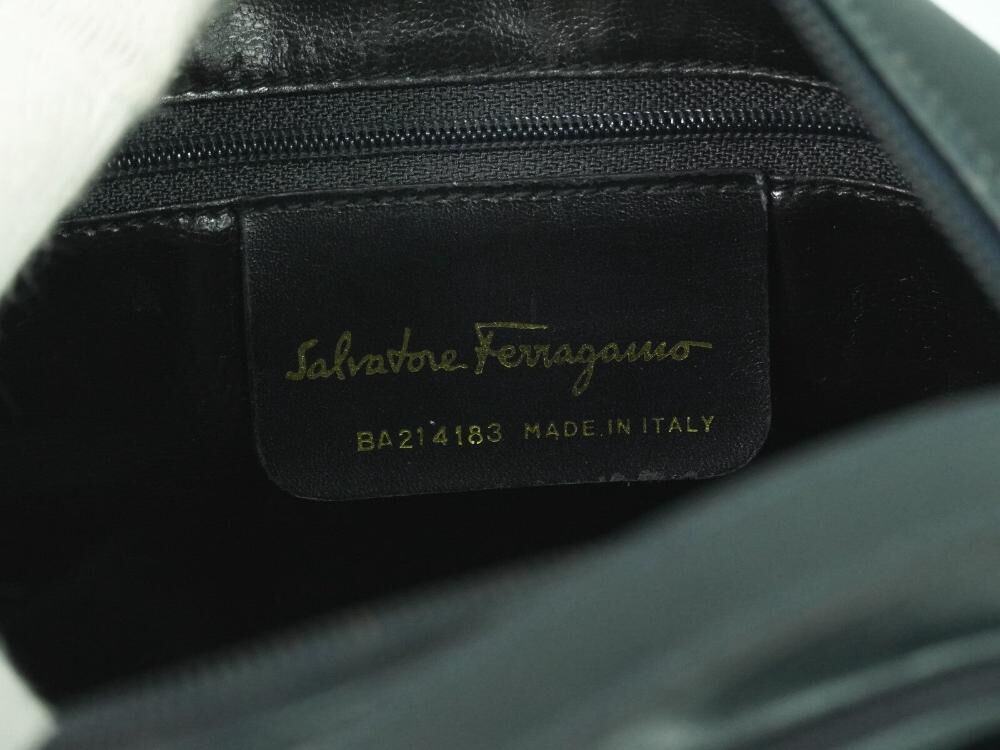 Salvatore Ferragamo
BA214183 MADE IN ITALY